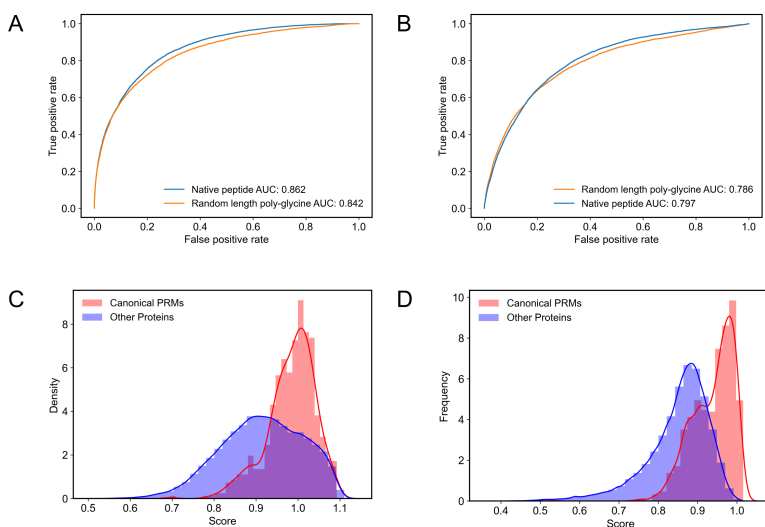 A
True positive rate
1.0
0.8
0.6
0.4
0.2
0.0
Native peptide AUC: 0.862
Random length poly-glycine AUC: 0.842
0.0 0.2 0.4 0.6 0.8 1.0
False positive rate
B
True positive rate
1.0
0.8
0.6
0.4
0.2
0.0
Random length poly-glycine AUC: 0.786
Native peptide AUC: 0.797
0.0 0.2 0.4 0.6 0.8 1.0
False positive rate
C
Density
8
6
4
2
0
Canonical PRMs
Other Proteins
0.5 0.6 0.7 0.8 0.9 1.0 1.1
Score
D
Frequency
10
8
6
4
2
0
Canonical PRMs
Other Proteins
0.4 0.5 0.6 0.7 0.8 0.9 1.0
Score